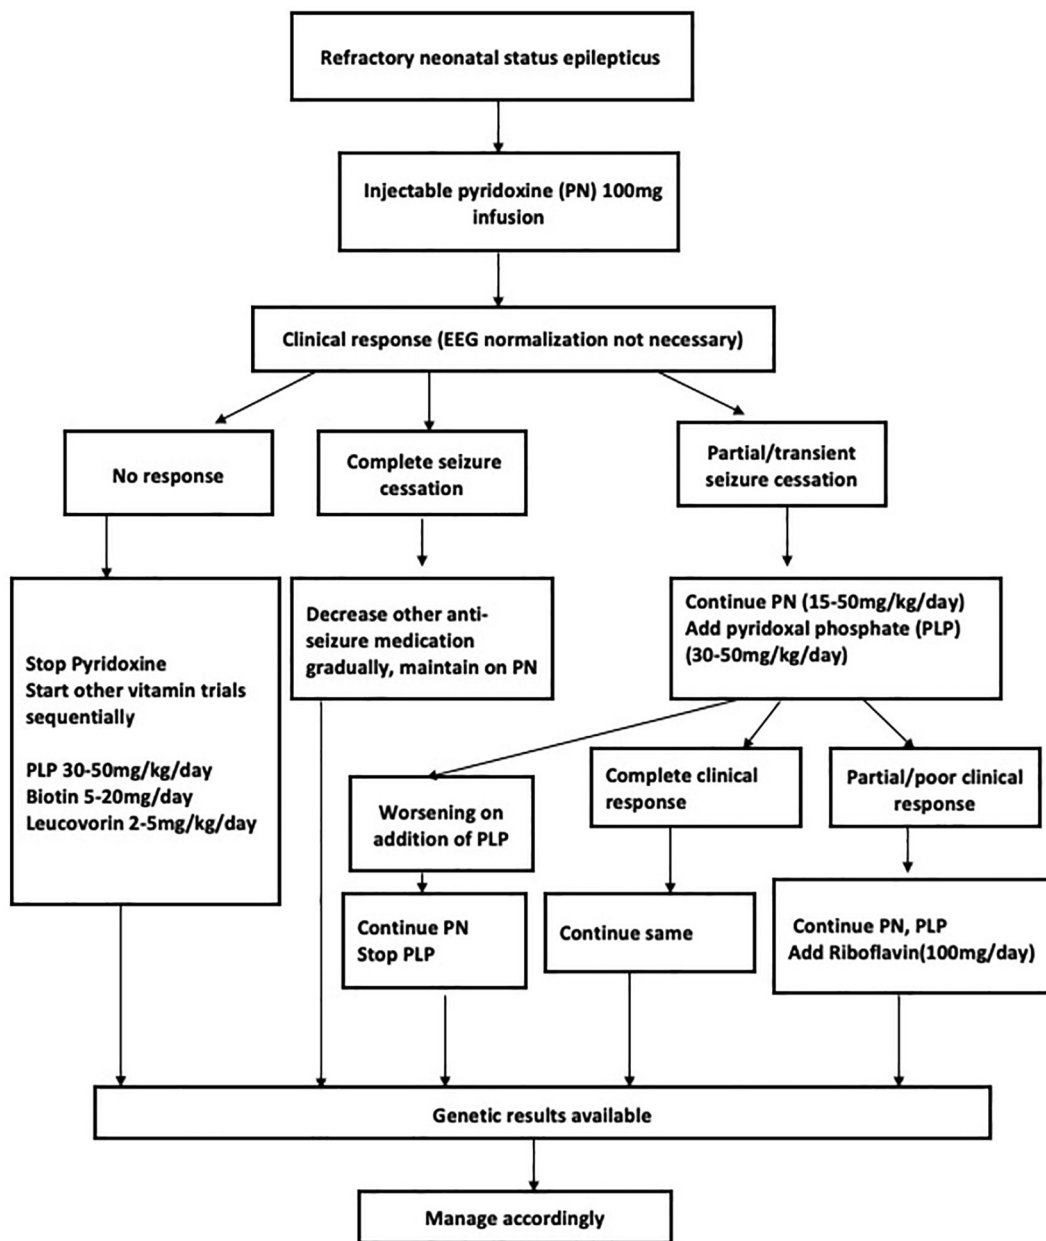 Refractory neonatal status epilepticus
Injectable pyridoxine (PN) 100mg
infusion
Clinical response (EEG normalization not necessary)
No response
Complete seizure
cessation
Partial/transient
seizure cessation
Stop Pyridoxine
Start other vitamin trials
sequentially
PLP 30-50mg/kg/day
Biotin 5-20mg/day
Leucovorin 2-5mg/kg/day
Decrease other anti-
seizure medication
gradually, maintain on PN
Continue PN (15-50mg/kg/day)
Add pyridoxal phosphate (PLP)
(30-50mg/kg/day)
Worsening on
addition of PLP
Complete clinical
response
Partial/poor clinical
response
Continue PN
Stop PLP
Continue same
Continue PN, PLP
Add Riboflavin(100mg/day)
Genetic results available
Manage accordingly